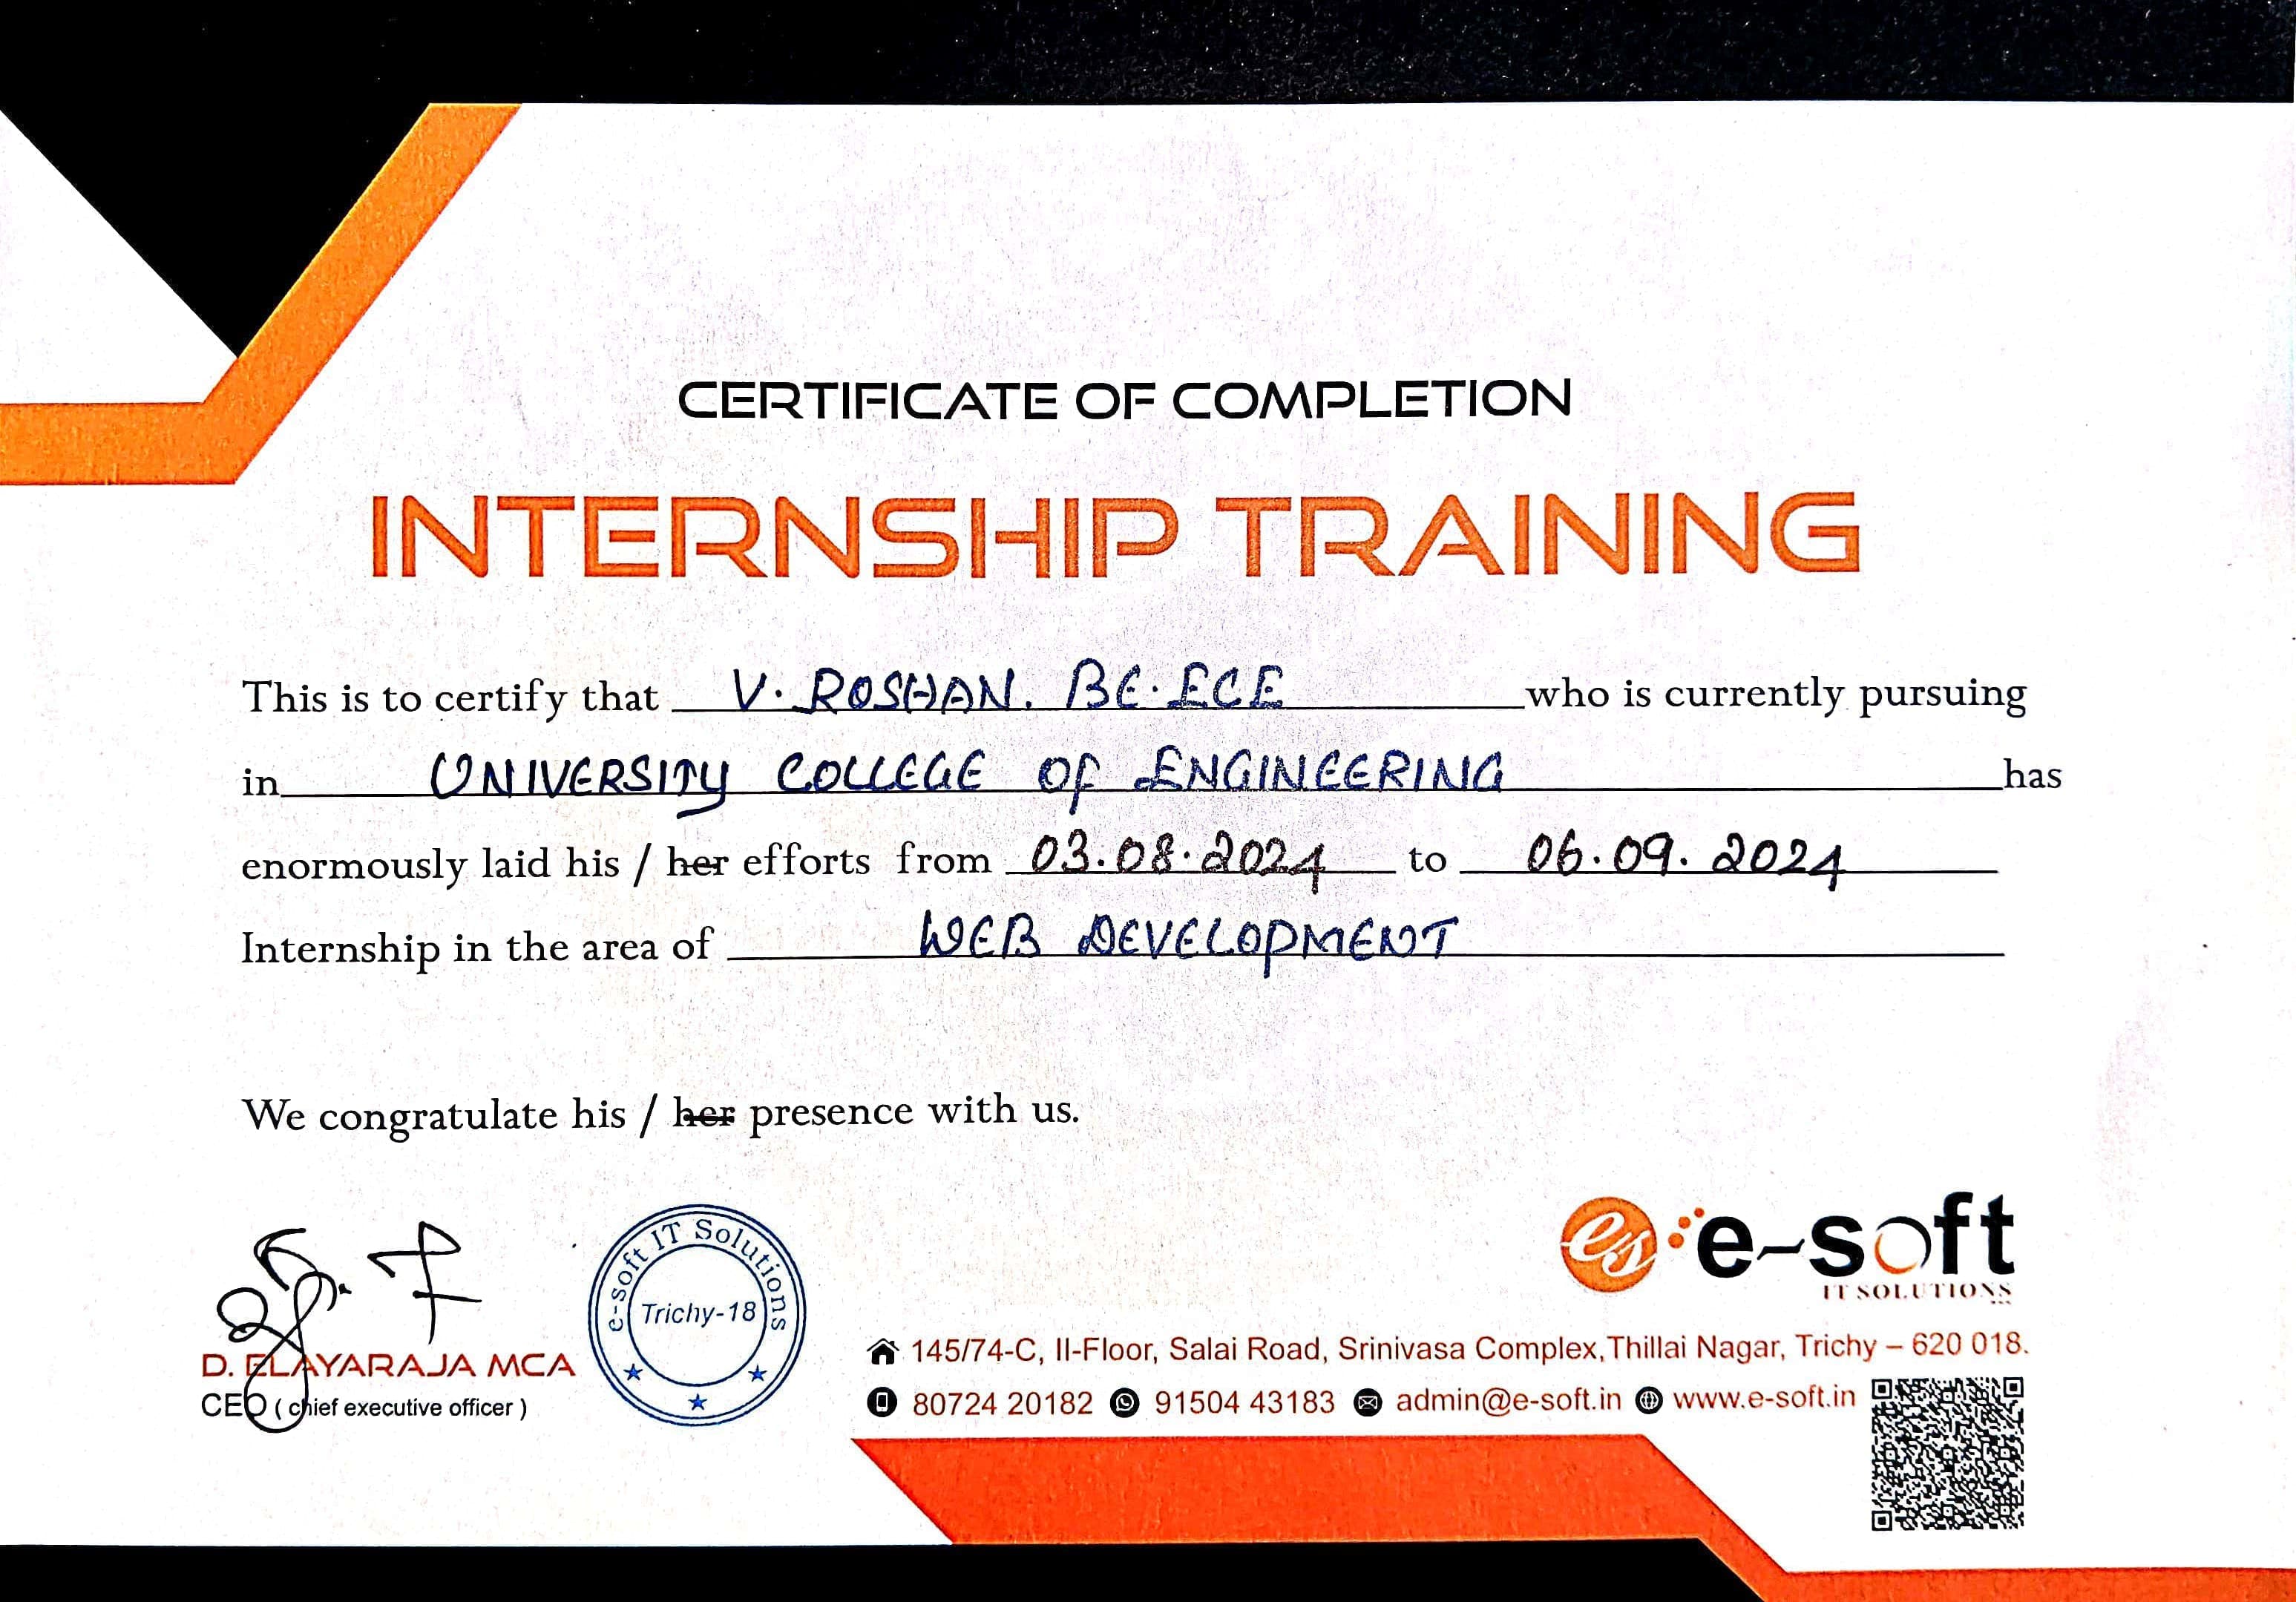 CERTIFICATE OF COMPLETION
INTERNSHIP TRAINING
This is to certify that V. ROSHAN. BE. ECE who is currently pursuing
in UNIVERSITY COLLEGE OF ENGINEERING has
enormously laid his / her efforts from 03.08.2024 to 06.09.2024
Internship in the area of WEB DEVELOPMENT
We congratulate his / her presence with us.
e-soft IT Solutions
Trichy-18
D. ELAYARAJA MCA
CEO ( chief executive officer )
es e-soft
IT SOLUTIONS
145/74-C, II-Floor, Salai Road, Srinivasa Complex, Thillai Nagar, Trichy – 620 018.
80724 20182 91504 43183 admin@e-soft.in www.e-soft.in